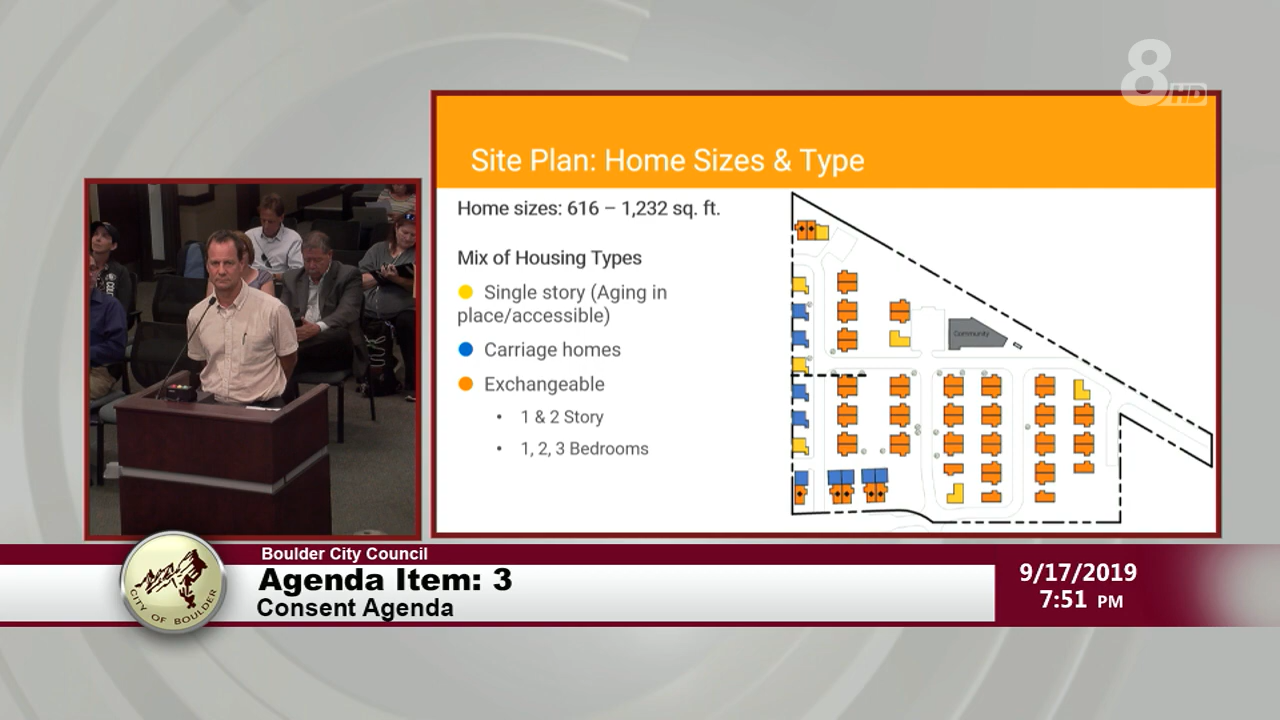 8HD
Site Plan: Home Sizes & Type
Home sizes: 616 – 1,232 sq. ft.
Mix of Housing Types
Single story (Aging in
place/accessible)
Carriage homes
Exchangeable
• 1 & 2 Story
• 1, 2, 3 Bedrooms
Community
Boulder City Council
Agenda Item: 3
Consent Agenda
CITY OF BOULDER
9/17/2019
7:51 PM